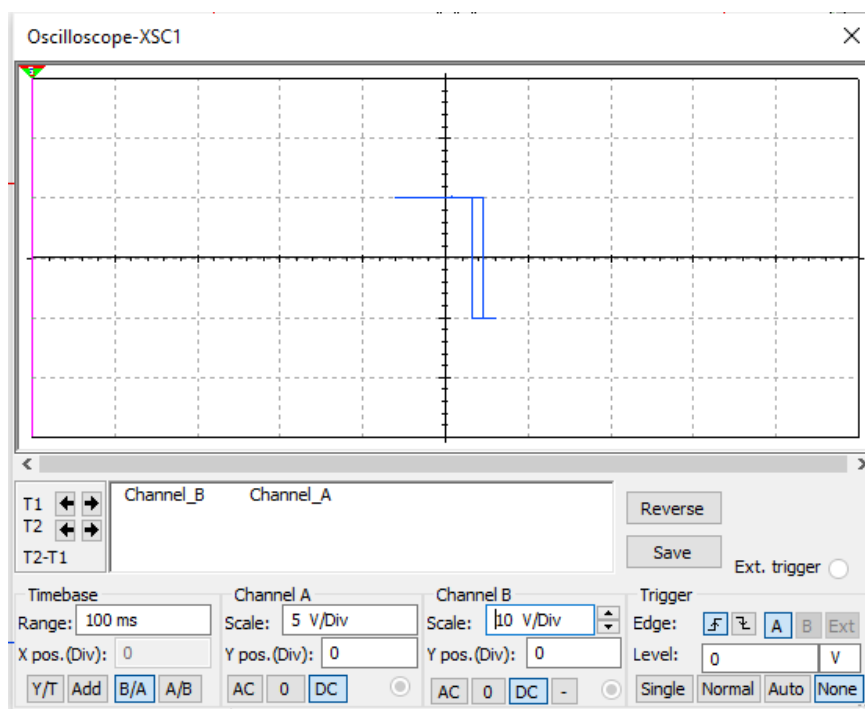 Oscilloscope-XSC1
T1
T2
T2-T1
Channel_B Channel_A
Reverse
Save
Ext. trigger
Timebase
Range: 100 ms
X pos.(Div): 0
Y/T Add B/A A/B
Channel A
Scale: 5 V/Div
Y pos.(Div): 0
AC 0 DC
Channel B
Scale: 10 V/Div
Y pos.(Div): 0
AC 0 DC -
Trigger
Edge: A B Ext
Level: 0 V
Single Normal Auto None